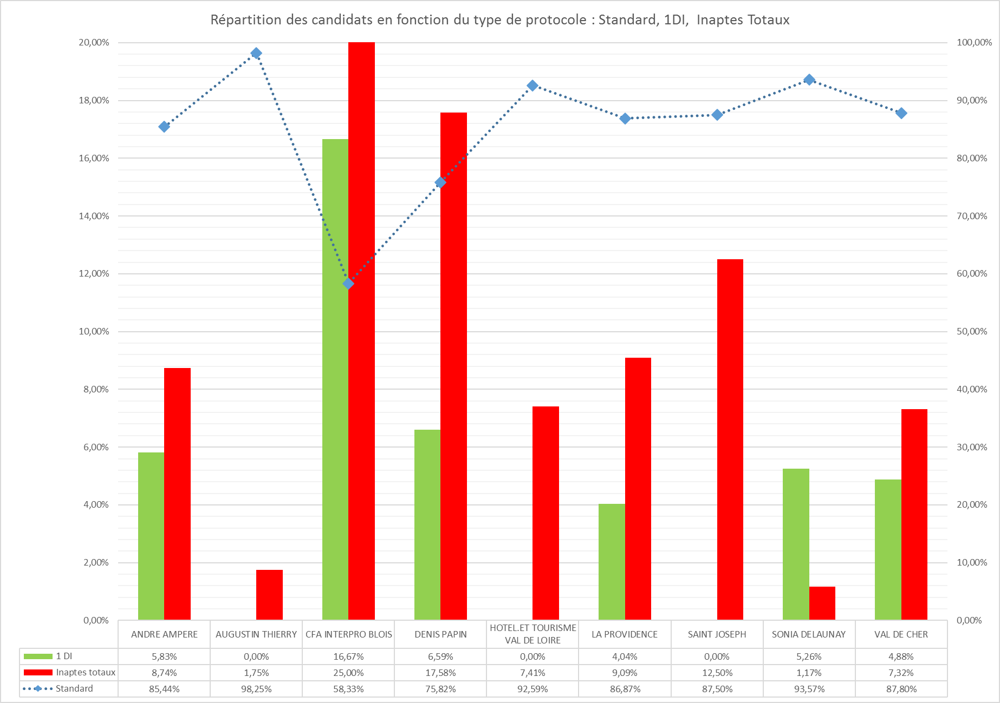 Répartition des candidats en fonction du type de protocole : Standard, 1DI,  Inaptes Totaux
20,00% 100,00%
18,00% 90,00%
16,00% 80,00%
14,00% 70,00%
12,00% 60,00%
10,00% 50,00%
8,00% 40,00%
6,00% 30,00%
4,00% 20,00%
2,00% 10,00%
0,00% 0,00%
ANDRE AMPERE AUGUSTIN THIERRY CFA INTERPRO BLOIS DENIS PAPIN HOTEL.ET TOURISME LA PROVIDENCE SAINT JOSEPH SONIA DELAUNAY VAL DE CHER
VAL DE LOIRE
1 DI 5,83% 0,00% 16,67% 6,59% 0,00% 4,04% 0,00% 5,26% 4,88%
Inaptes totaux 8,74% 1,75% 25,00% 17,58% 7,41% 9,09% 12,50% 1,17% 7,32%
Standard 85,44% 98,25% 58,33% 75,82% 92,59% 86,87% 87,50% 93,57% 87,80%